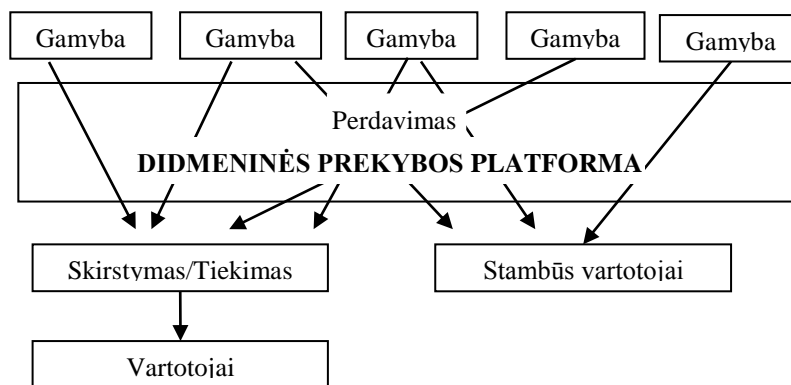 Gamyba
Gamyba
Gamyba
Gamyba
Gamyba
Perdavimas
DIDMENINĖS PREKYBOS PLATFORMA
Skirstymas/Tiekimas
Stambūs vartotojai
Vartotojai